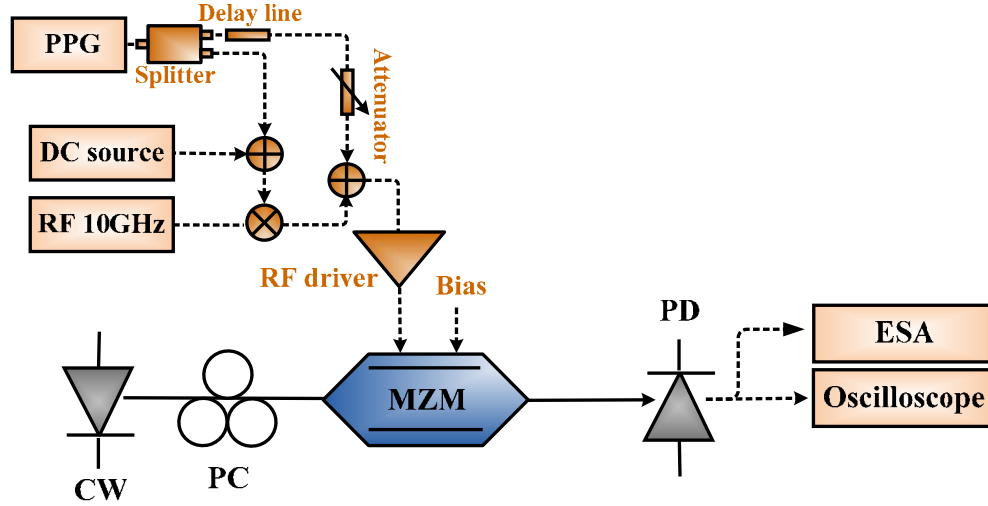 Delay line
PPG
Splitter
Attenuator
DC source
RF 10GHz
RF driver
Bias
PD
ESA
MZM
Oscilloscope
PC
CW